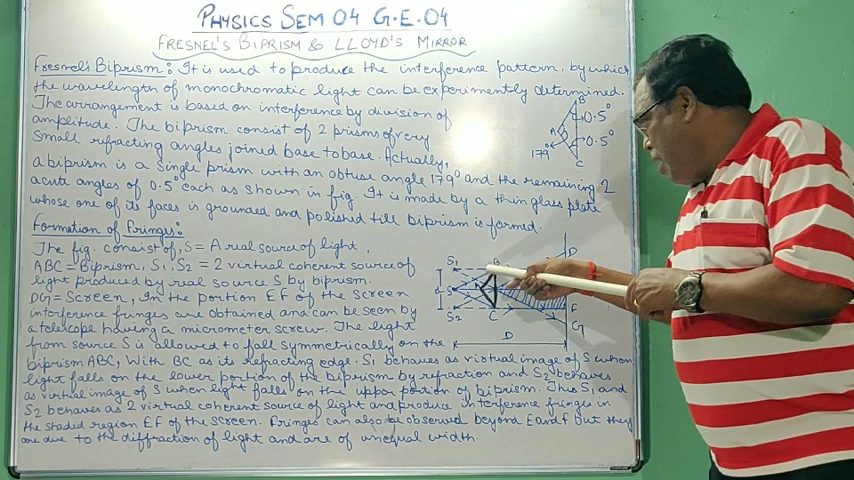 PHYSICS SEM 04 G.E.04
FRESNEL'S BIPRISM & LLOYD'S MIRROR
Fresnel's Biprism: It is used to produce the interference pattern, by which
the wavelength of monochromatic light can be experimently determined.
The arrangement is based on interference by division of
amplitude. The biprism consist of 2 prisms of very
small refracting angles joined base to base. Actually,
a biprism is a single prism with an obtuse angle 179° and the remaining 2
acute angles of 0.5° each as shown in fig. It is made by a thin glass plate
whose one of its faces is grounded and polished till biprism is formed.
B
0.5°
A
179°
0.5°
C
Formation of Fringes:
The fig. consist of, S = A real source of light,
ABC = Biprism, S1, S2 = 2 virtual coherent source of
light produced by real source S by biprism.
DG = Screen, In the portion EF of the screen
interference fringes are obtained and can be seen by
a telescope having a micrometer screw. The light
from source S is allowed to fall symmetrically on the
biprism ABC, With BC as its refracting edge. S1 behaves as virtual image of S when
light falls on the lower portion of the biprism by refraction and S2 behaves
as virtual image of S when light falls on the uppor portion of biprism. Thus S1 and
S2 behaves as 2 virtual coherent source of light and produce interference fringes in
the shaded region EF of the screen. Fringes can also be observed beyond E and F but they
are due to the diffraction of light and are of unequal width.
S1
B
D
d
S
S2
C
F
G
D